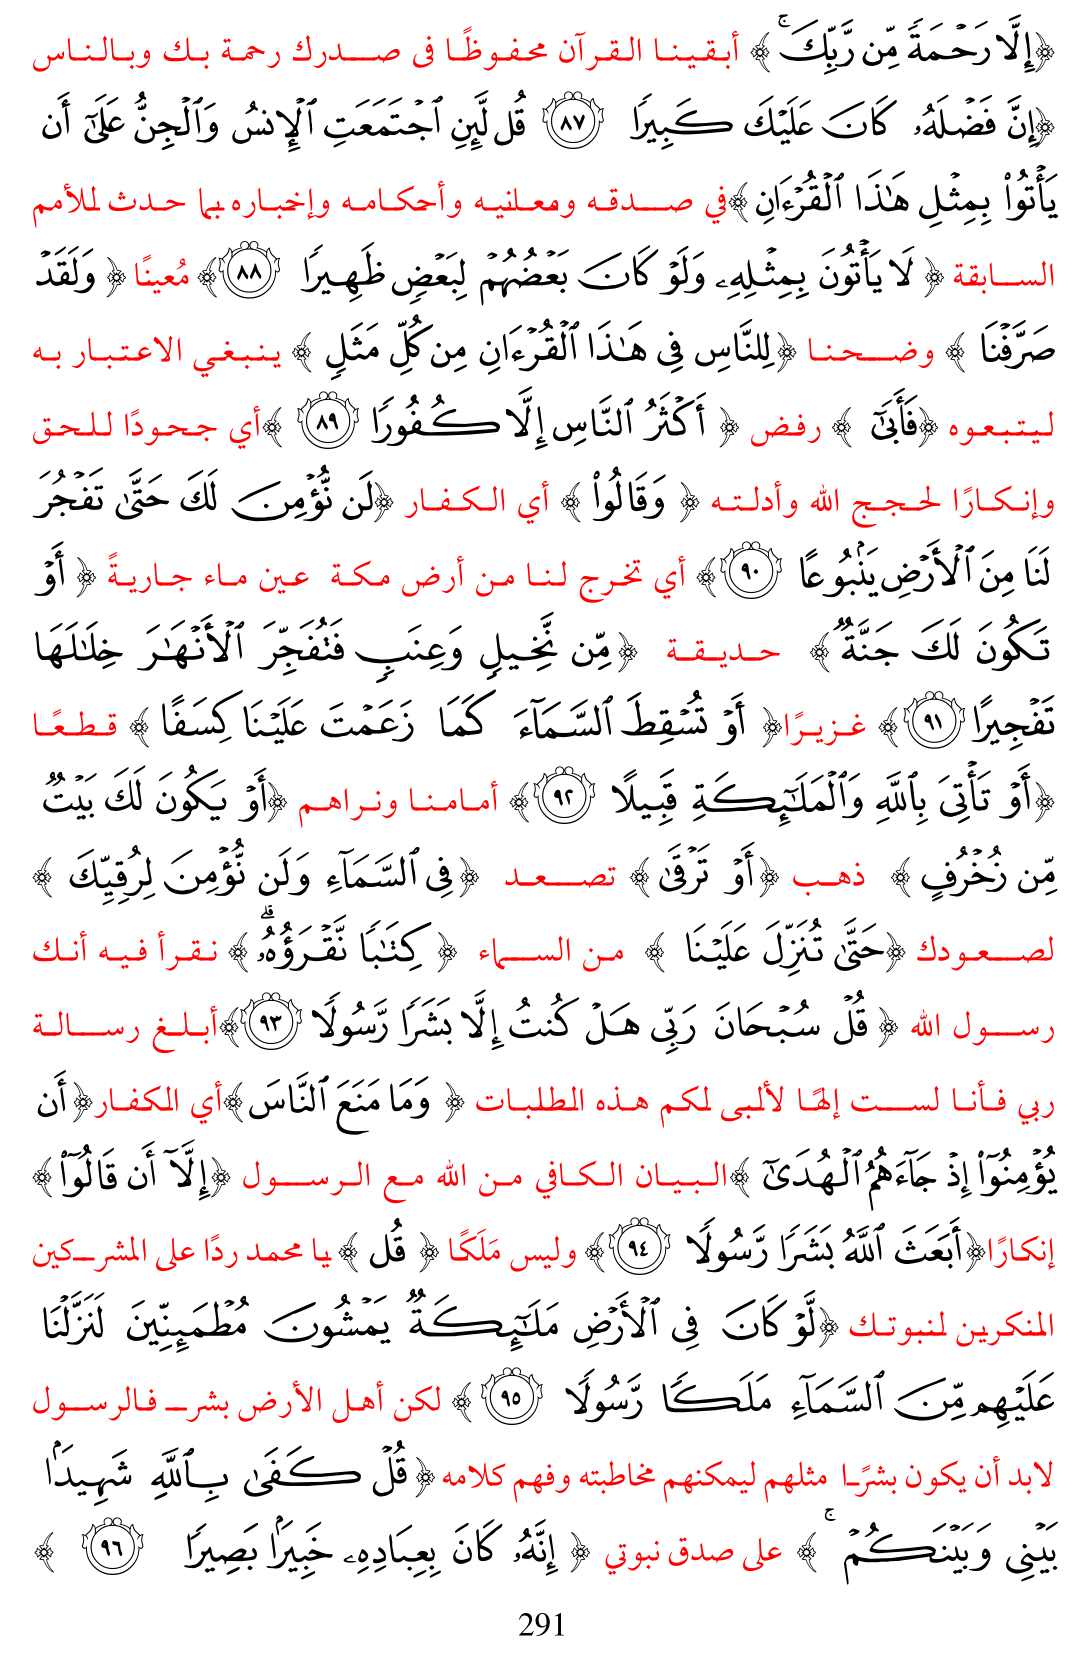 ﴿إِلَّا رَحْمَةً مِّن رَّبِّكَ ۚ﴾ أبقينا القرآن محفوظًا فى صدرك رحمة بك وبالناس
﴿إِنَّ فَضْلَهُۥ كَانَ عَلَيْكَ كَبِيرًا ٨٧ قُل لَّئِنِ ٱجْتَمَعَتِ ٱلْإِنسُ وَٱلْجِنُّ عَلَىٰٓ أَن
يَأْتُوا۟ بِمِثْلِ هَـٰذَا ٱلْقُرْءَانِ﴾في صدقه ومعانيه وأحكامه وإخباره بما حدث للأمم
السابقة ﴿ لَا يَأْتُونَ بِمِثْلِهِۦ وَلَوْ كَانَ بَعْضُهُمْ لِبَعْضٍ ظَهِيرًا ٨٨﴾ مُعينًا ﴿ وَلَقَدْ
صَرَّفْنَا ﴾ وضحنا ﴿لِلنَّاسِ فِى هَـٰذَا ٱلْقُرْءَانِ مِن كُلِّ مَثَلٍ ﴾ ينبغي الاعتبار به
ليتبعوه ﴿فَأَبَىٰٓ ﴾ رفض ﴿ أَكْثَرُ ٱلنَّاسِ إِلَّا كُفُورًا ٨٩ ﴾أي جحودًا للحق
وإنكارًا لحجج الله وأدلته ﴿ وَقَالُوا۟ ﴾ أي الكفار ﴿لَن نُّؤْمِنَ لَكَ حَتَّىٰ تَفْجُرَ
لَنَا مِنَ ٱلْأَرْضِ يَنۢبُوعًا ٩٠﴾ أي تخرج لنا من أرض مكة عين ماء جاريةً ﴿ أَوْ
تَكُونَ لَكَ جَنَّةٌ﴾ حديقة ﴿مِّن نَّخِيلٍ وَعِنَبٍ فَتُفَجِّرَ ٱلْأَنْهَـٰرَ خِلَـٰلَهَا
تَفْجِيرًا ٩١﴾ غزيرًا﴿ أَوْ تُسْقِطَ ٱلسَّمَآءَ كَمَا زَعَمْتَ عَلَيْنَا كِسَفًا ﴾ قطعًا
﴿أَوْ تَأْتِىَ بِٱللَّهِ وَٱلْمَلَـٰٓئِكَةِ قَبِيلًا ٩٢﴾ أمامنا ونراهم ﴿أَوْ يَكُونَ لَكَ بَيْتٌ
مِّن زُخْرُفٍ ﴾ ذهب ﴿أَوْ تَرْقَىٰ﴾ تصعد ﴿فِى ٱلسَّمَآءِ وَلَن نُّؤْمِنَ لِرُقِيِّكَ ﴾
لصعودك ﴿حَتَّىٰ تُنَزِّلَ عَلَيْنَا ﴾ من السماء ﴿ كِتَـٰبًا نَّقْرَؤُهُۥ ۗ﴾ نقرأ فيه أنك
رسول الله ﴿ قُلْ سُبْحَانَ رَبِّى هَلْ كُنتُ إِلَّا بَشَرًا رَّسُولًا ٩٣﴾أبلغ رسالة
ربي فأنا لست إلهًا لألبى لكم هذه الطلبات ﴿ وَمَا مَنَعَ ٱلنَّاسَ﴾أي الكفار﴿أَن
يُؤْمِنُوٓا۟ إِذْ جَآءَهُمُ ٱلْهُدَىٰٓ ﴾البيان الكافي من الله مع الرسول ﴿إِلَّآ أَن قَالُوٓا۟ ﴾
إنكارًا﴿أَبَعَثَ ٱللَّهُ بَشَرًا رَّسُولًا ٩٤﴾ وليس مَلَكًا ﴿ قُل ﴾ يا محمد ردًا على المشركين
المنكرين لنبوتك ﴿لَّوْ كَانَ فِى ٱلْأَرْضِ مَلَـٰٓئِكَةٌ يَمْشُونَ مُطْمَئِنِّينَ لَنَزَّلْنَا
عَلَيْهِم مِّنَ ٱلسَّمَآءِ مَلَكًا رَّسُولًا ٩٥ ﴾ لكن أهل الأرض بشر فالرسول
لابد أن يكون بشرًا مثلهم ليمكنهم مخاطبته وفهم كلامه ﴿ قُلْ كَفَىٰ بِٱللَّهِ شَهِيدًۢا
بَيْنِى وَبَيْنَكُمْ ۚ ﴾ على صدق نبوتي ﴿ إِنَّهُۥ كَانَ بِعِبَادِهِۦ خَبِيرًۢا بَصِيرًا ٩٦ ﴾
291